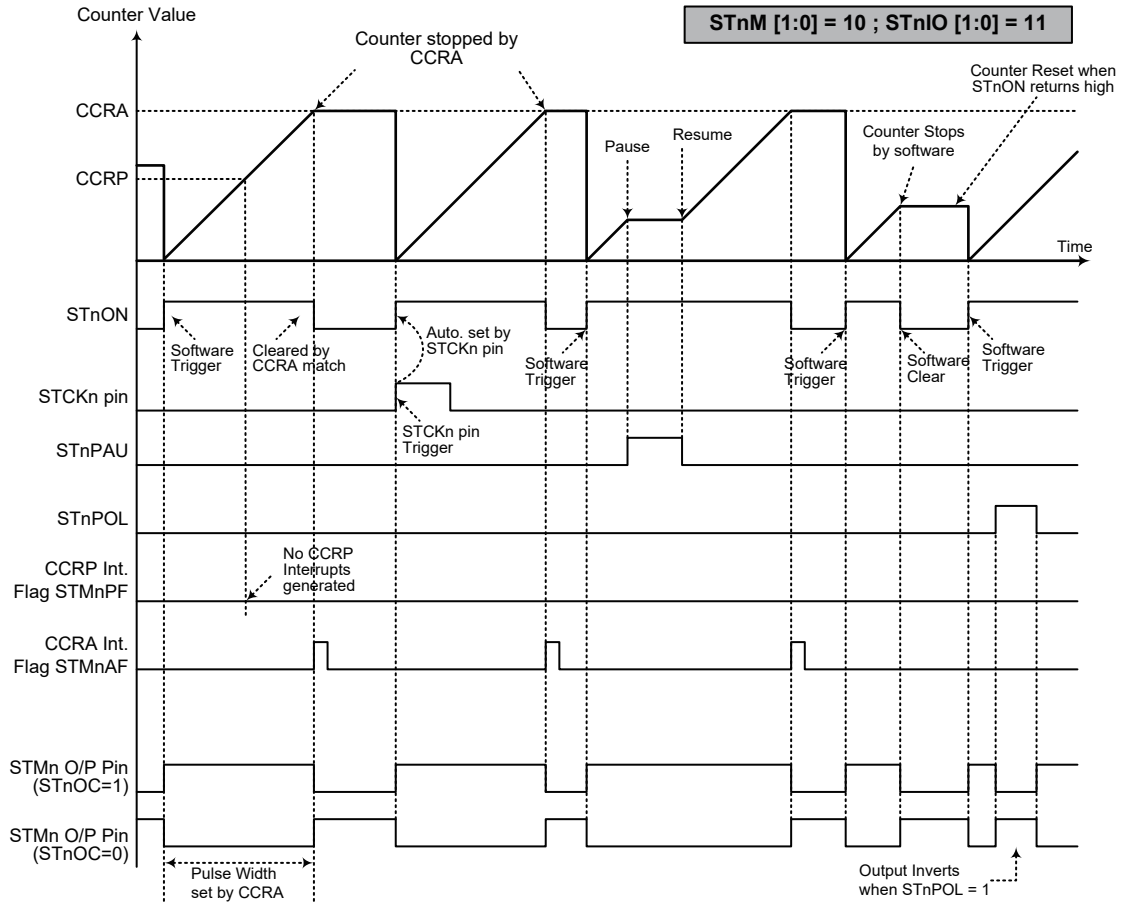 Counter Value
STnM [1:0] = 10 ; STnIO [1:0] = 11
Counter stopped by
CCRA
Counter Reset when
STnON returns high
CCRA
Pause
Resume
Counter Stops
by software
CCRP
Time
STnON
Software
Trigger
Cleared by
CCRA match
Auto. set by
STCKn pin
Software
Trigger
Software
Trigger
Software
Clear
Software
Trigger
STCKn pin
STCKn pin
Trigger
STnPAU
STnPOL
No CCRP
Interrupts
generated
CCRP Int.
Flag STMnPF
CCRA Int.
Flag STMnAF
STMn O/P Pin
(STnOC=1)
STMn O/P Pin
(STnOC=0)
Pulse Width
set by CCRA
Output Inverts
when STnPOL = 1